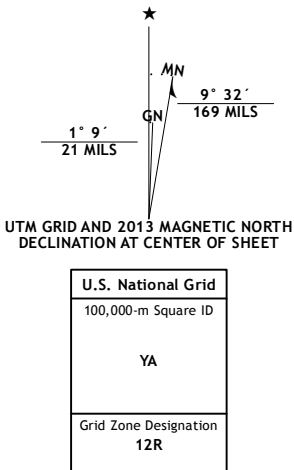 MN
9° 32´
169 MILS
GN
1° 9´
21 MILS
UTM GRID AND 2013 MAGNETIC NORTH
DECLINATION AT CENTER OF SHEET
U.S. National Grid
100,000-m Square ID
YA
Grid Zone Designation
12R